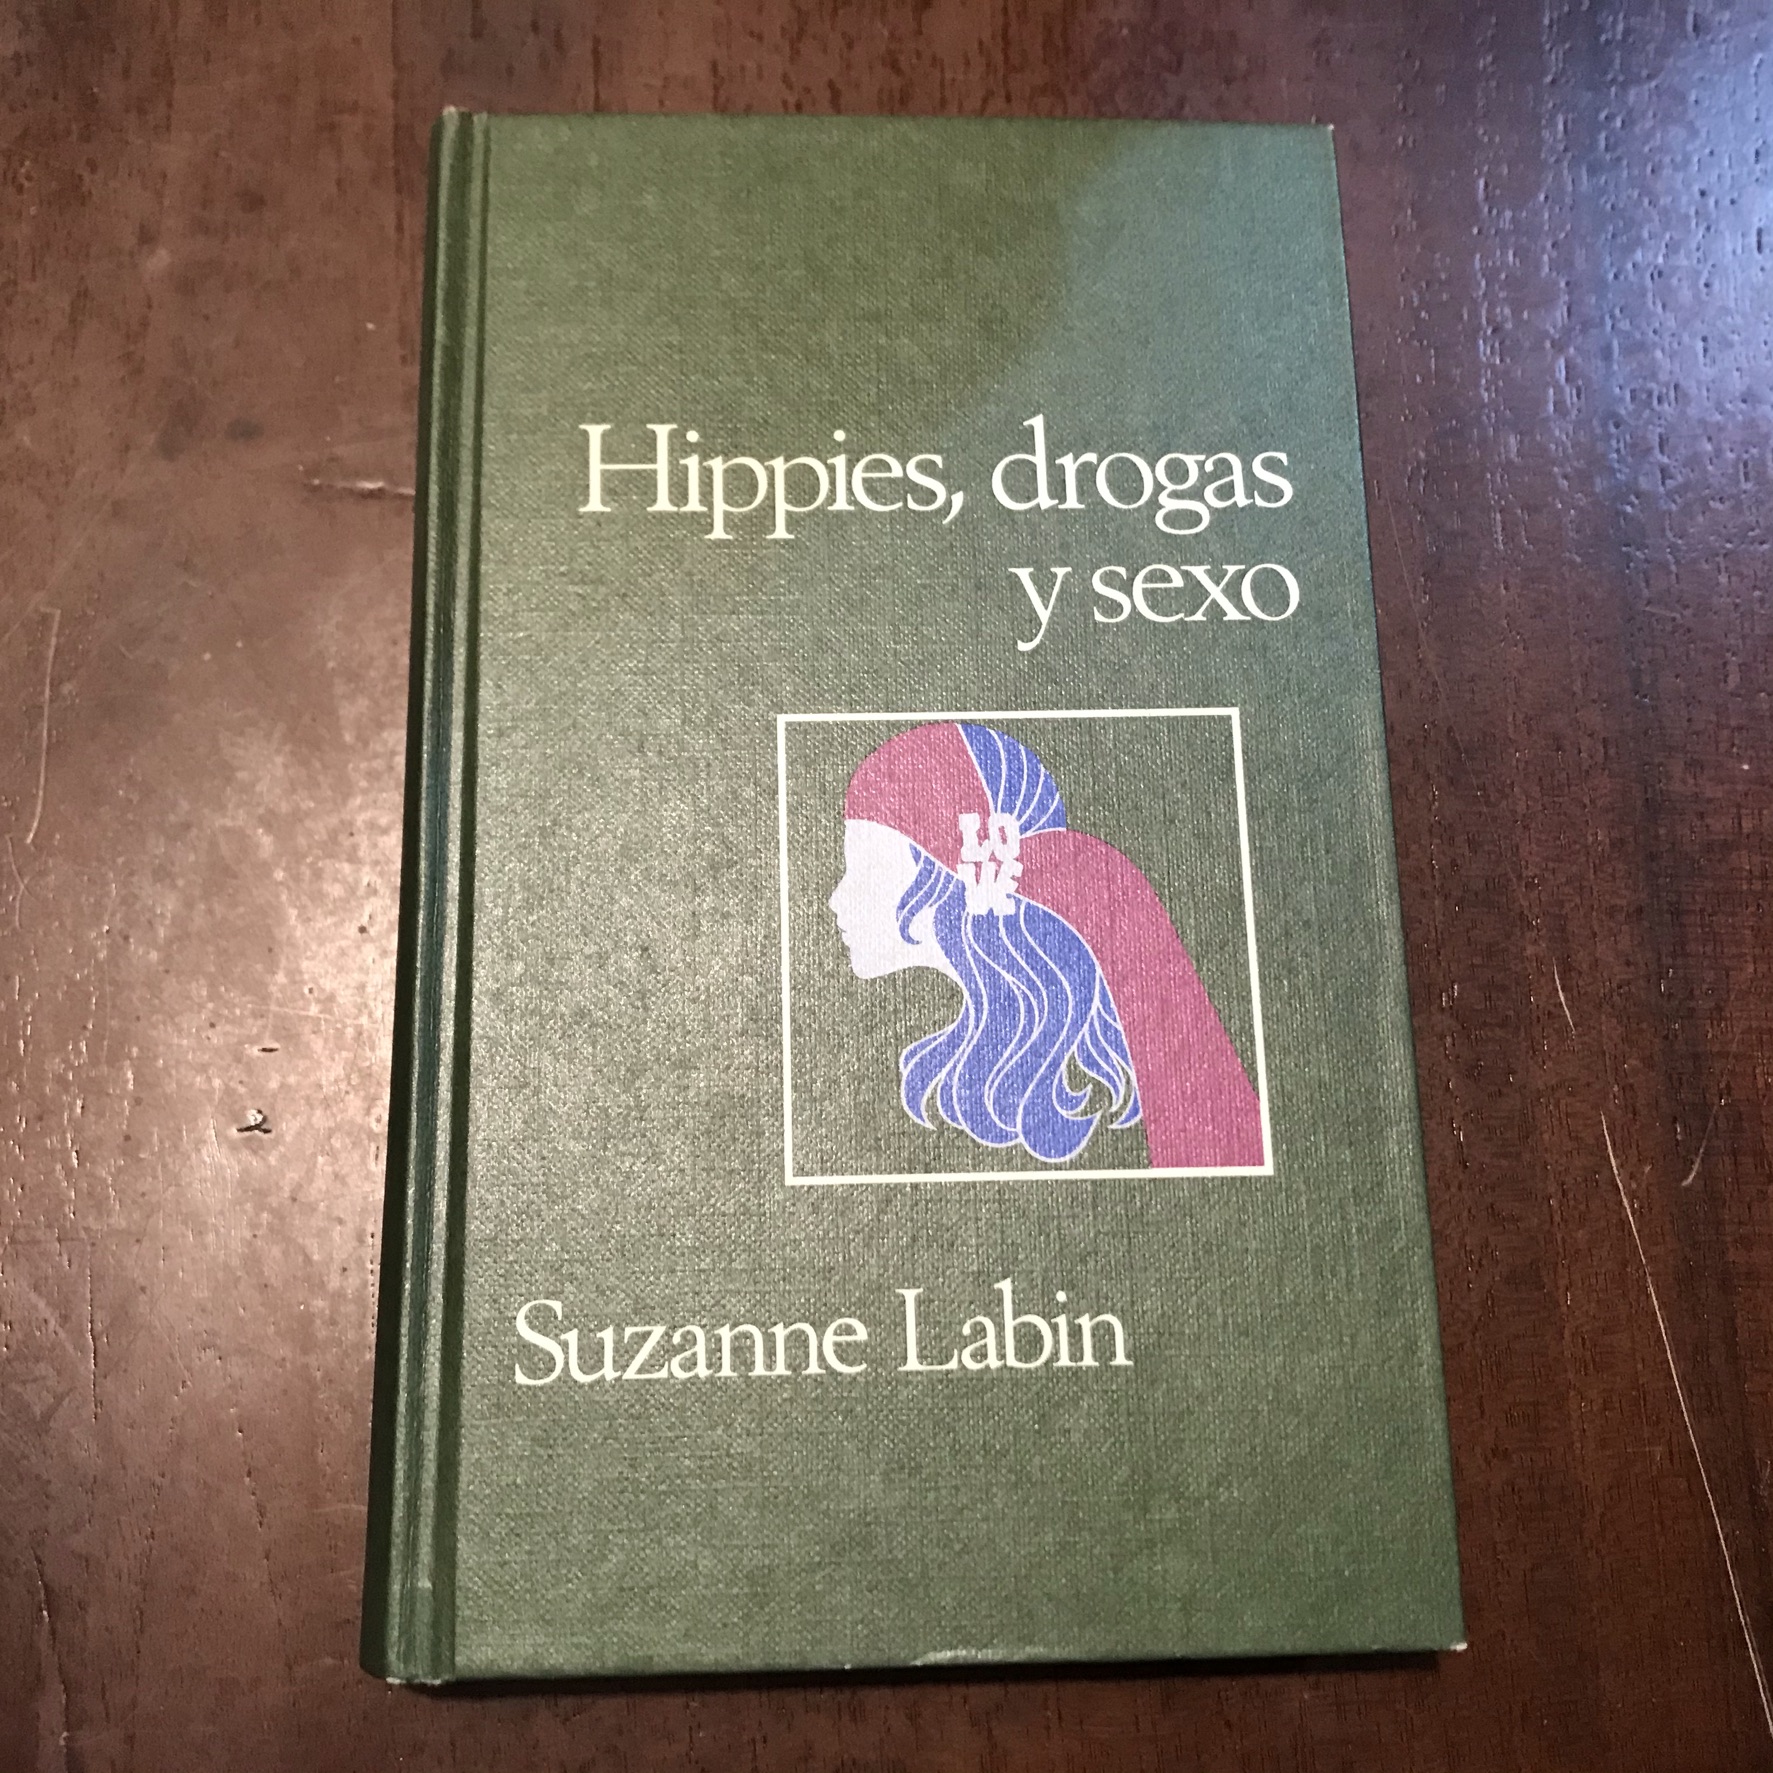 Hippies, drogas
y sexo
LO
VE
Suzanne Labin